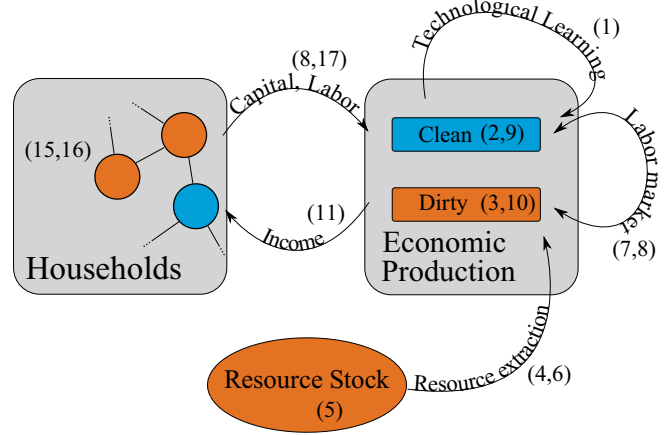 Technological Learning
(1)
(8,17)
Capital, Labor
Clean (2,9)
(15,16)
Labor market
Dirty (3,10)
(11)
Income
(7,8)
Households
Economic
Production
Resource Stock
(5)
Resource extraction
(4,6)